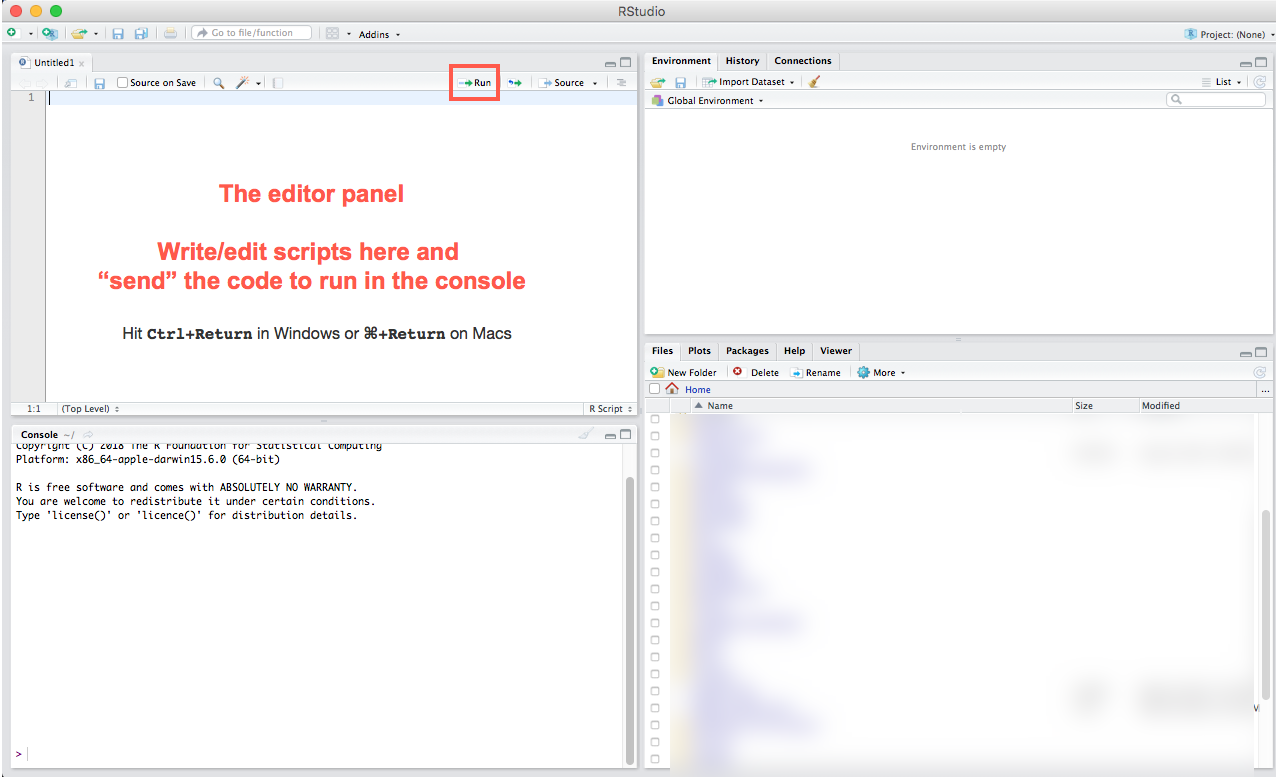 RStudio
Go to file/function
Addins
Project: (None)
Untitled1
Source on Save
Run
Source
1
The editor panel
Write/edit scripts here and
“send” the code to run in the console
Hit Ctrl+Return in Windows or ⌘+Return on Macs
1:1 (Top Level) R Script
Console ~/
Copyright (C) 2018 The R Foundation for Statistical Computing
Platform: x86_64-apple-darwin15.6.0 (64-bit)
R is free software and comes with ABSOLUTELY NO WARRANTY.
You are welcome to redistribute it under certain conditions.
Type 'license()' or 'licence()' for distribution details.
>
Environment History Connections
Import Dataset List
Global Environment
Environment is empty
Files Plots Packages Help Viewer
New Folder Delete Rename More
Home ...
Name Size Modified